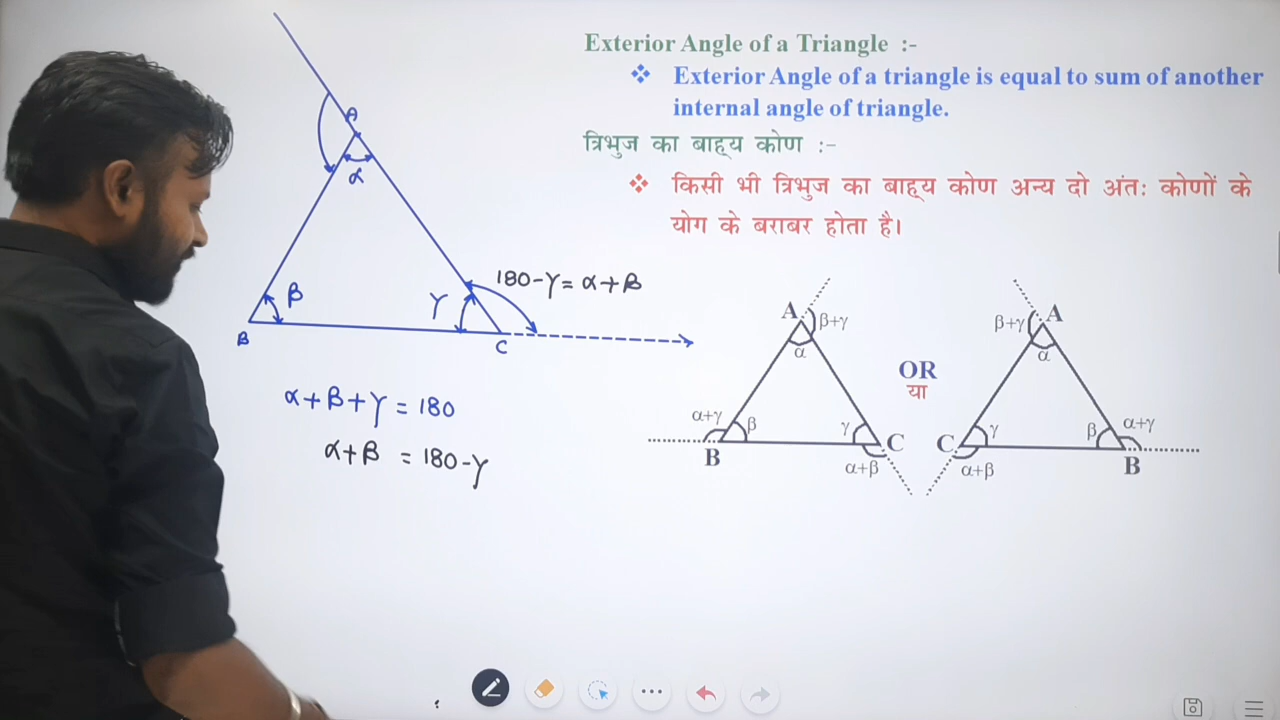 Exterior Angle of a Triangle :-
❖ Exterior Angle of a triangle is equal to sum of another
internal angle of triangle.
त्रिभुज का बाह्य कोण :-
❖ किसी भी त्रिभुज का बाह्य कोण अन्य दो अंतः कोणों के
योग के बराबर होता है।
A
α
β
γ
180-γ = α+β
B
C
α+β+γ = 180
α+β = 180-γ
A
β+γ
α
α+γ
β
γ
B
C
α+β
OR
या
β+γ
A
α
C
γ
β
α+γ
α+β
B